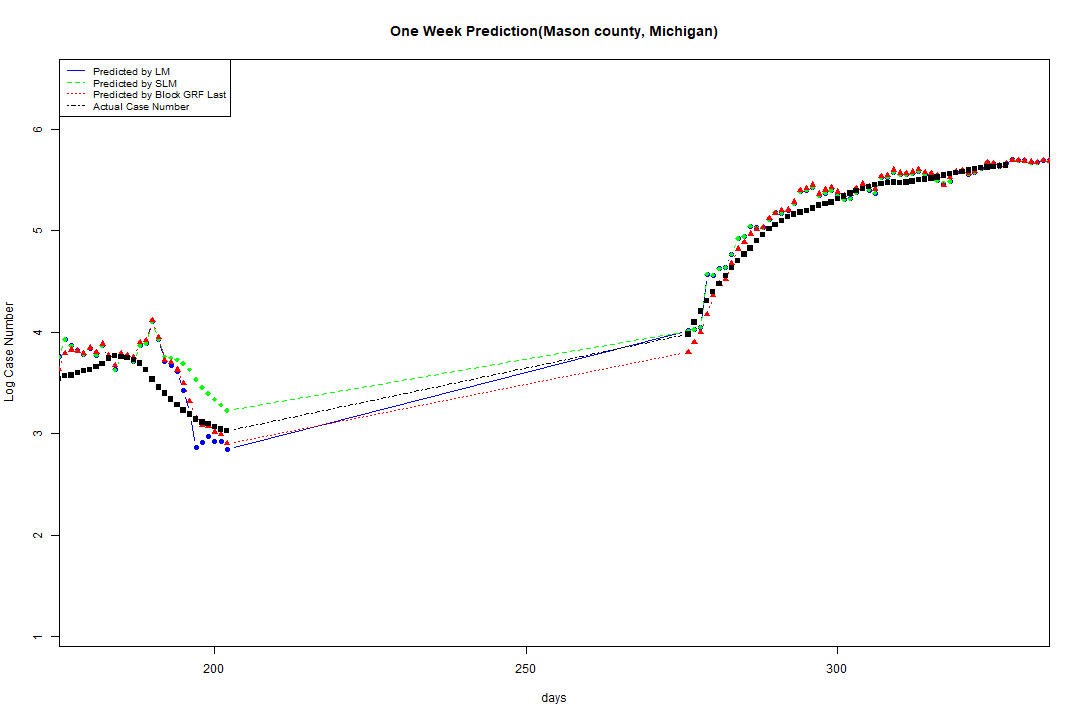 One Week Prediction(Mason county, Michigan)
Predicted by LM
Predicted by SLM
Predicted by Block GRF Last
Actual Case Number
6
5
4
3
2
1
Log Case Number
200
250
300
days